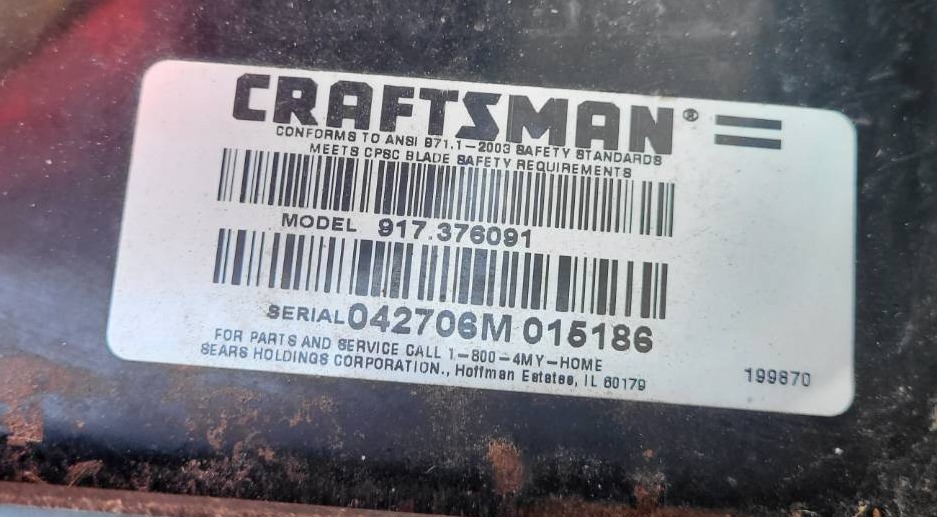 CRAFTSMAN®
CONFORMS TO ANSI B71.1-2003 SAFETY STANDARDS
MEETS CPSC BLADE SAFETY REQUIREMENTS
MODEL 917.376091
SERIAL 042706M 015186
FOR PARTS AND SERVICE CALL 1-800-4MY-HOME
SEARS HOLDINGS CORPORATION., Hoffman Estates, IL 60179
199870